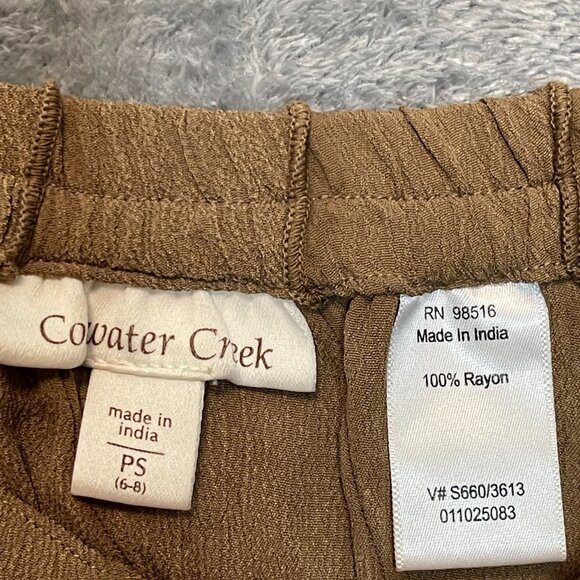 Cowater Creek
made in
india
PS
(6-8)
RN 98516
Made In India
100% Rayon
V# S660/3613
011025083